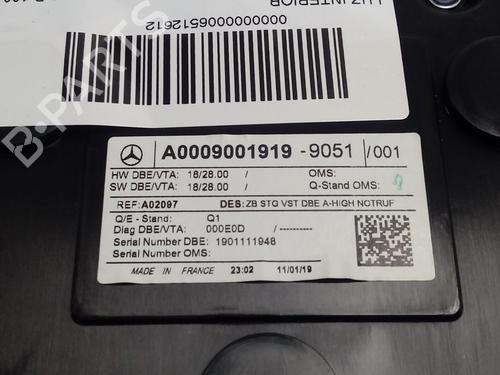 LUZ INTERIOR
0000000000006512612
B-PARTS
A0009001919 -9051 /001
HW DBE/VTA: 18/28.00 / OMS:
SW DBE/VTA: 18/28.00 / Q-Stand OMS:
REF: A02097 DES: ZB STG VST DBE A-HIGH NOTRUF
Q/E - Stand: Q1
Diag DBE/VTA: 000E0D /---------
Serial Number DBE: 1901111948
Serial Number OMS:
MADE IN FRANCE 23:02 11/01/19